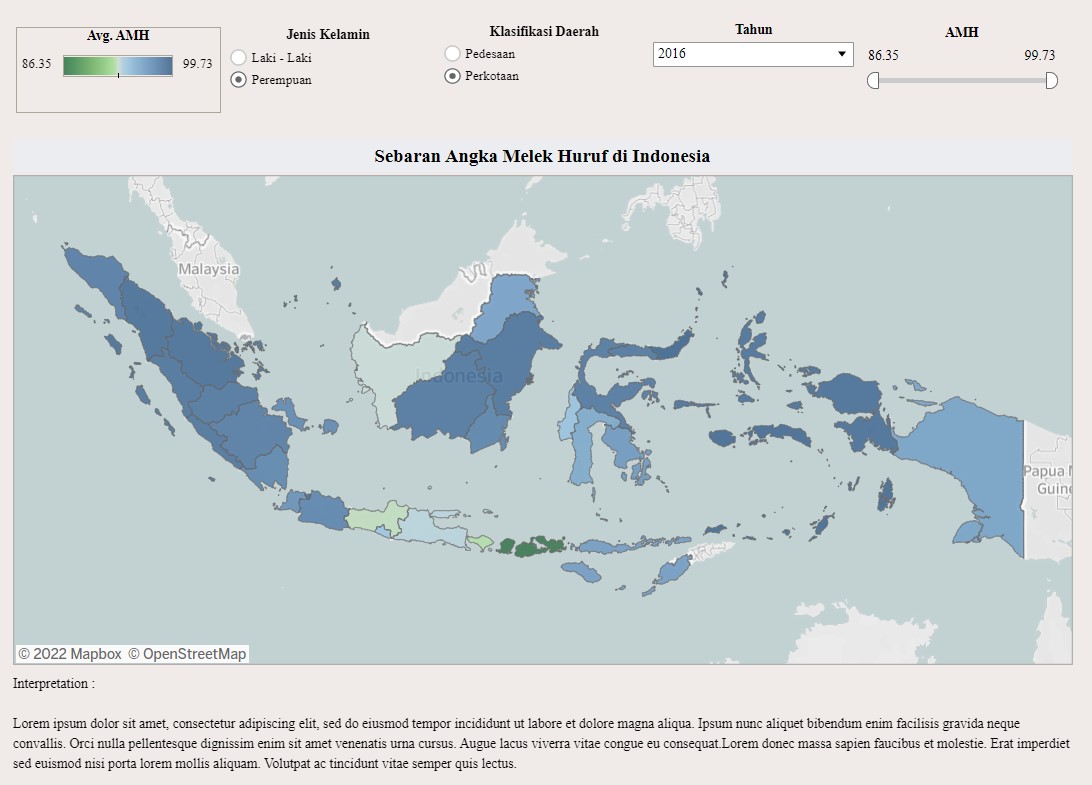 Avg. AMH
86.35
99.73
Jenis Kelamin
Laki - Laki
Perempuan
Klasifikasi Daerah
Pedesaan
Perkotaan
Tahun
2016
AMH
86.35
99.73
Sebaran Angka Melek Huruf di Indonesia
Malaysia
Indonesia
Papua N
Guine
© 2022 Mapbox © OpenStreetMap
Interpretation :
Lorem ipsum dolor sit amet, consectetur adipiscing elit, sed do eiusmod tempor incididunt ut labore et dolore magna aliqua. Ipsum nunc aliquet bibendum enim facilisis gravida neque
convallis. Orci nulla pellentesque dignissim enim sit amet venenatis urna cursus. Augue lacus viverra vitae congue eu consequat.Lorem donec massa sapien faucibus et molestie. Erat imperdiet
sed euismod nisi porta lorem mollis aliquam. Volutpat ac tincidunt vitae semper quis lectus.